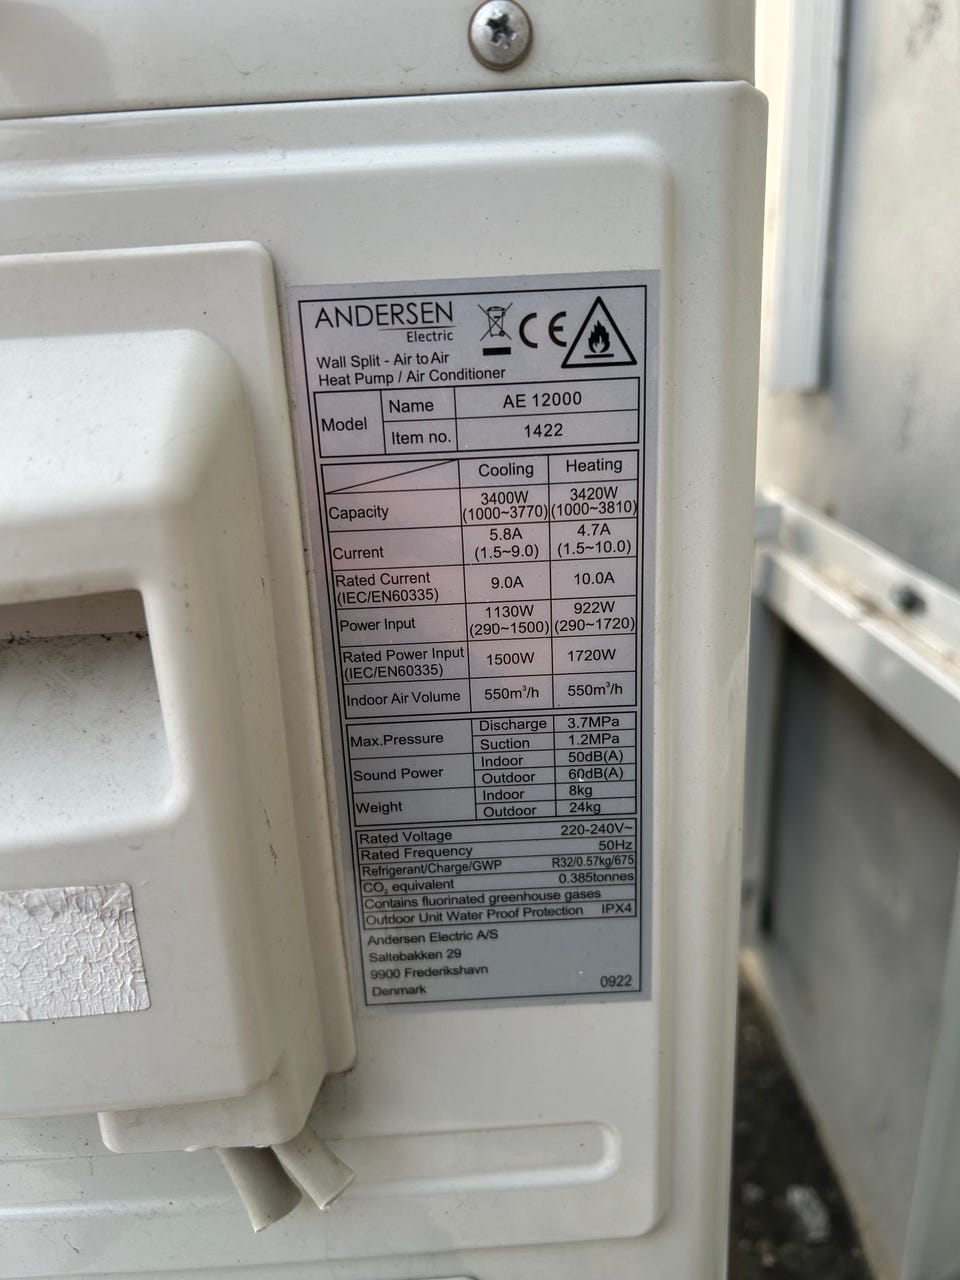 ANDERSEN
Electric
CE
Wall Split - Air to Air
Heat Pump / Air Conditioner
Model Name AE 12000
Item no. 1422
Cooling Heating
Capacity 3400W (1000~3770) 3420W (1000~3810)
Current 5.8A (1.5~9.0) 4.7A (1.5~10.0)
Rated Current (IEC/EN60335) 9.0A 10.0A
Power Input 1130W (290~1500) 922W (290~1720)
Rated Power Input (IEC/EN60335) 1500W 1720W
Indoor Air Volume 550m³/h 550m³/h
Max.Pressure Discharge 3.7MPa
Suction 1.2MPa
Sound Power Indoor 50dB(A)
Outdoor 60dB(A)
Weight Indoor 8kg
Outdoor 24kg
Rated Voltage 220-240V~
Rated Frequency 50Hz
Refrigerant/Charge/GWP R32/0.57kg/675
CO₂ equivalent 0.385tonnes
Contains fluorinated greenhouse gases
Outdoor Unit Water Proof Protection IPX4
Andersen Electric A/S
Saltebakken 29
9900 Frederikshavn
Denmark 0922